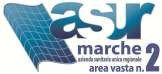 asur
marche
azienda sanitaria unica regionale
area vasta n. 2